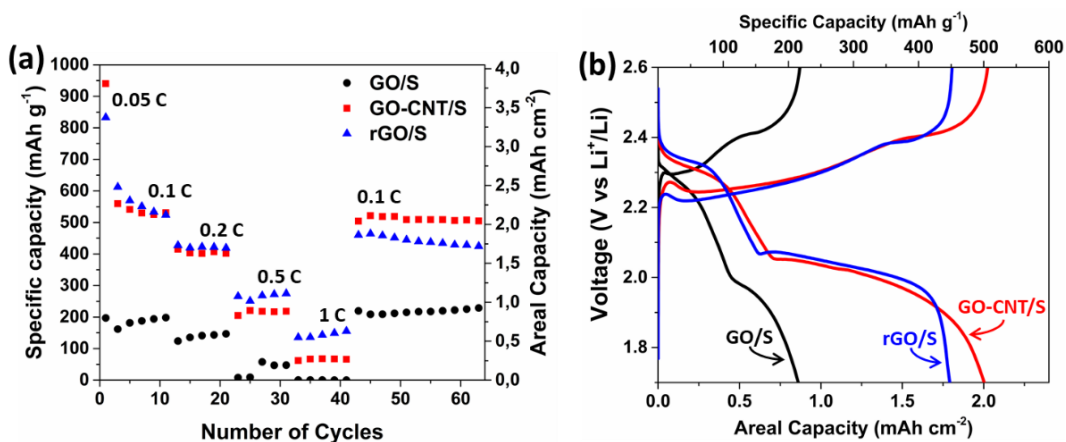 (a)
Specific capacity (mAh g⁻¹)
1000
900
800
700
600
500
400
300
200
100
0
0.05 C
0.1 C
0.2 C
0.5 C
1 C
0.1 C
GO/S
GO-CNT/S
rGO/S
4,0
3,5
3,0
2,5
2,0
1,5
1,0
0,5
0,0
Areal Capacity (mAh cm⁻²)
0 10 20 30 40 50 60
Number of Cycles
(b)
Specific Capacity (mAh g⁻¹)
100 200 300 400 500 600
Voltage (V vs Li⁺/Li)
2.6
2.4
2.2
2.0
1.8
GO/S
rGO/S
GO-CNT/S
0.0 0.5 1.0 1.5 2.0
Areal Capacity (mAh cm⁻²)